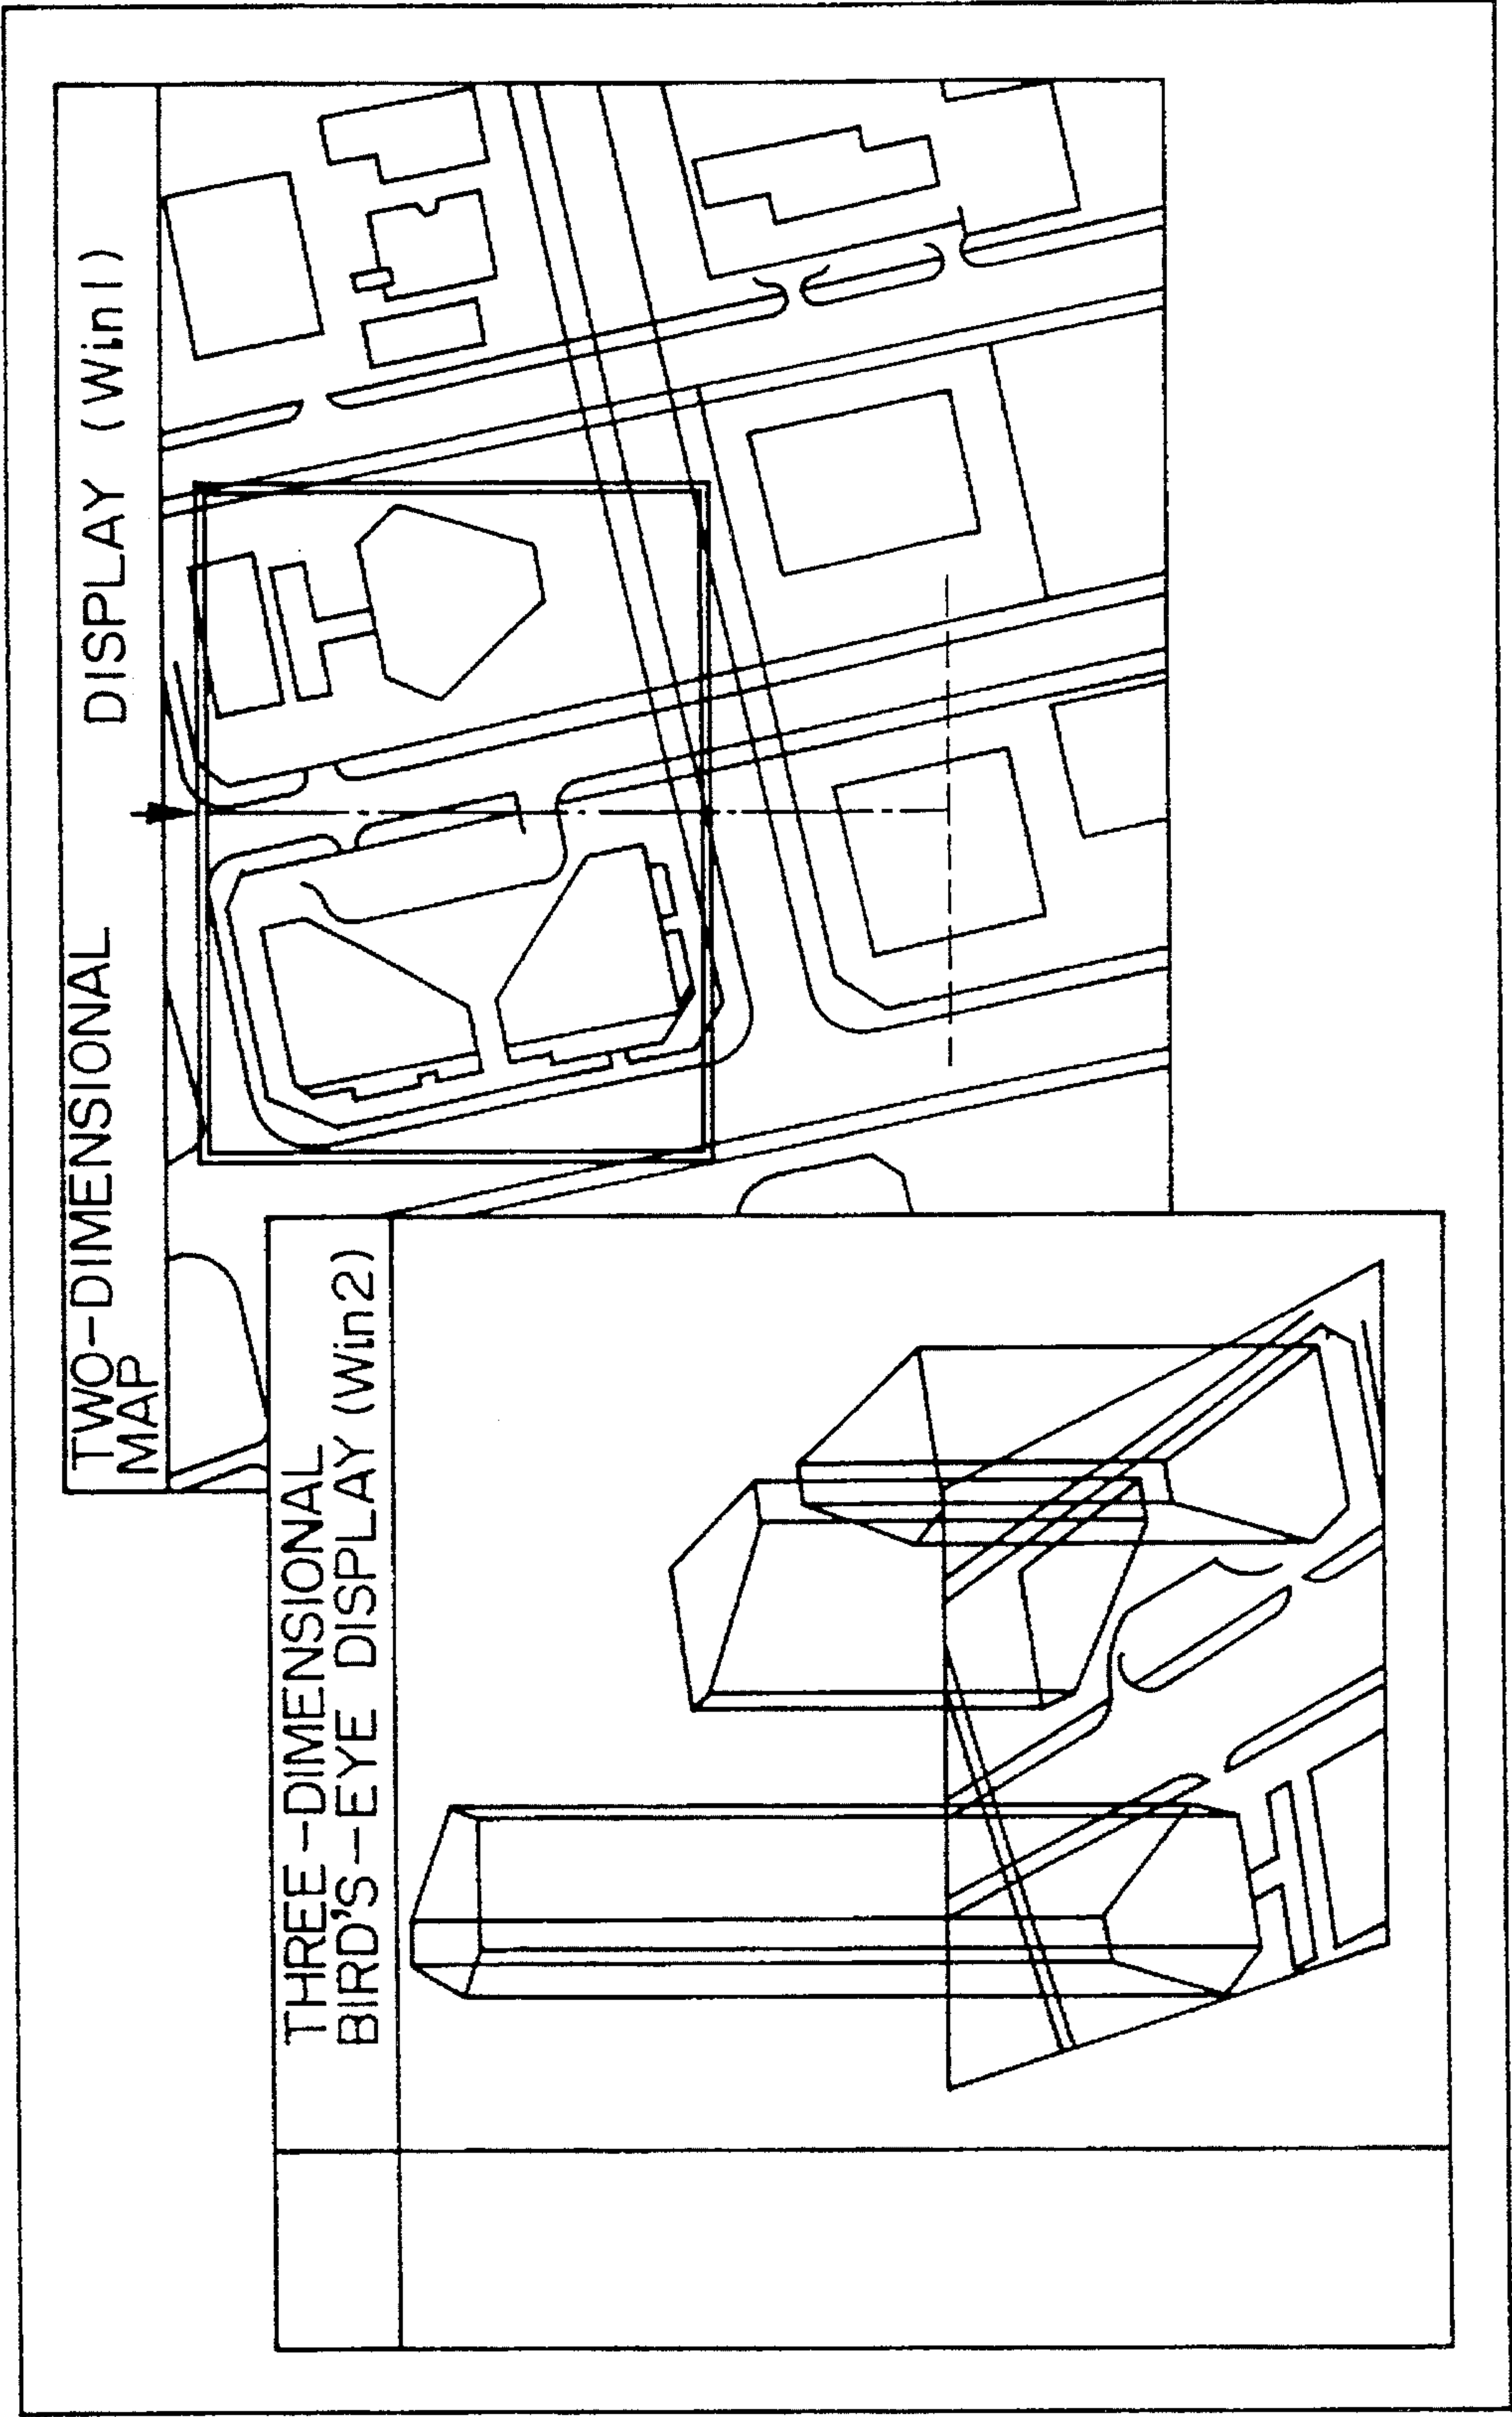 TWO-DIMENSIONAL DISPLAY (Win1)
MAP
THREE-DIMENSIONAL
BIRD'S-EYE DISPLAY (Win2)